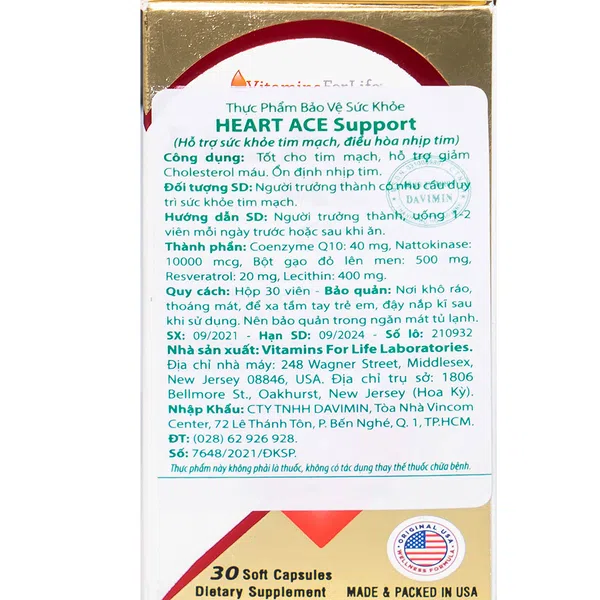 VitaminsForLife
Thực Phẩm Bảo Vệ Sức Khỏe
HEART ACE Support
(Hỗ trợ sức khỏe tim mạch, điều hòa nhịp tim)
Công dụng: Tốt cho tim mạch, hỗ trợ giảm
Cholesterol máu. Ổn định nhịp tim.
Đối tượng SD: Người trưởng thành có nhu cầu duy
trì sức khỏe tim mạch.
DAVIMIN
Hướng dẫn SD: Người trưởng thành, uống 1-2
viên mỗi ngày trước hoặc sau khi ăn.
Thành phần: Coenzyme Q10: 40 mg, Nattokinase:
10000 mcg, Bột gạo đỏ lên men: 500 mg,
Resveratrol: 20 mg, Lecithin: 400 mg.
Quy cách: Hộp 30 viên - Bảo quản: Nơi khô ráo,
thoáng mát, để xa tầm tay trẻ em, đậy nắp kĩ sau
khi sử dụng. Nên bảo quản trong ngăn mát tủ lạnh.
SX: 09/2021 - Hạn SD: 09/2024 - Số lô: 210932
Nhà sản xuất: Vitamins For Life Laboratories.
Địa chỉ nhà máy: 248 Wagner Street, Middlesex,
New Jersey 08846, USA. Địa chỉ trụ sở: 1806
Bellmore St., Oakhurst, New Jersey (Hoa Kỳ).
Nhập Khẩu: CTY TNHH DAVIMIN, Tòa Nhà Vincom
Center, 72 Lê Thánh Tôn, P. Bến Nghé, Q. 1, TP.HCM.
ĐT: (028) 62 926 928.
Số: 7648/2021/ĐKSP.
Thực phẩm này không phải là thuốc, không có tác dụng thay thế thuốc chữa bệnh.
ORIGINAL USA
WELLNESS FORMULA
30 Soft Capsules
Dietary Supplement
MADE & PACKED IN USA